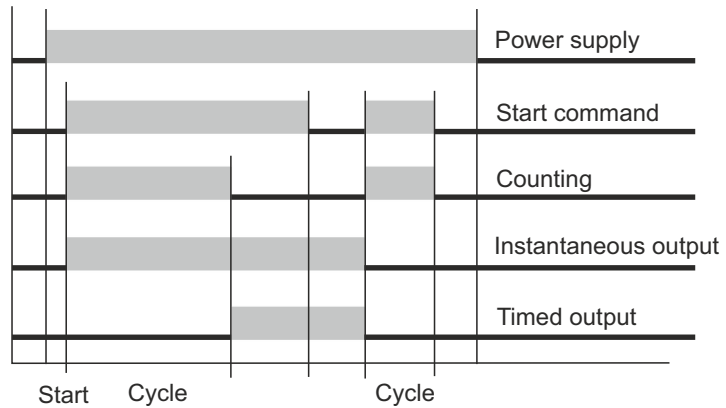 Power supply
Start command
Counting
Instantaneous output
Timed output
Start Cycle Cycle